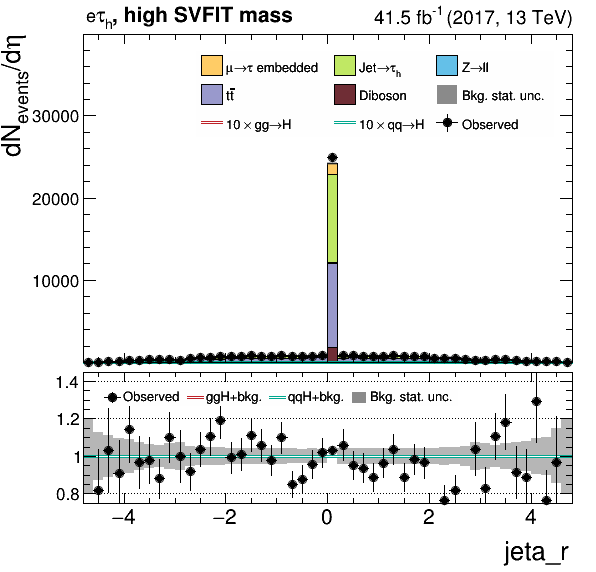 eτh, high SVFIT mass 41.5 fb⁻¹ (2017, 13 TeV)
dNevents/dη
μ→τ embedded Jet→τh Z→ll
tt̅ Diboson Bkg. stat. unc.
10 × gg→H 10 × qq→H Observed
30000
20000
10000
1.4
Observed ggH+bkg. qqH+bkg. Bkg. stat. unc.
1.2
1
0.8
−4 −2 0 2 4
jeta_r